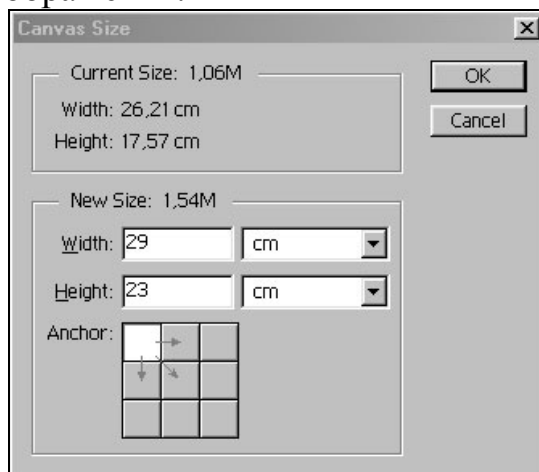 Canvas Size
Current Size: 1,06M
Width: 26,21 cm
Height: 17,57 cm
OK
Cancel
New Size: 1,54M
Width: 29 cm
Height: 23 cm
Anchor: